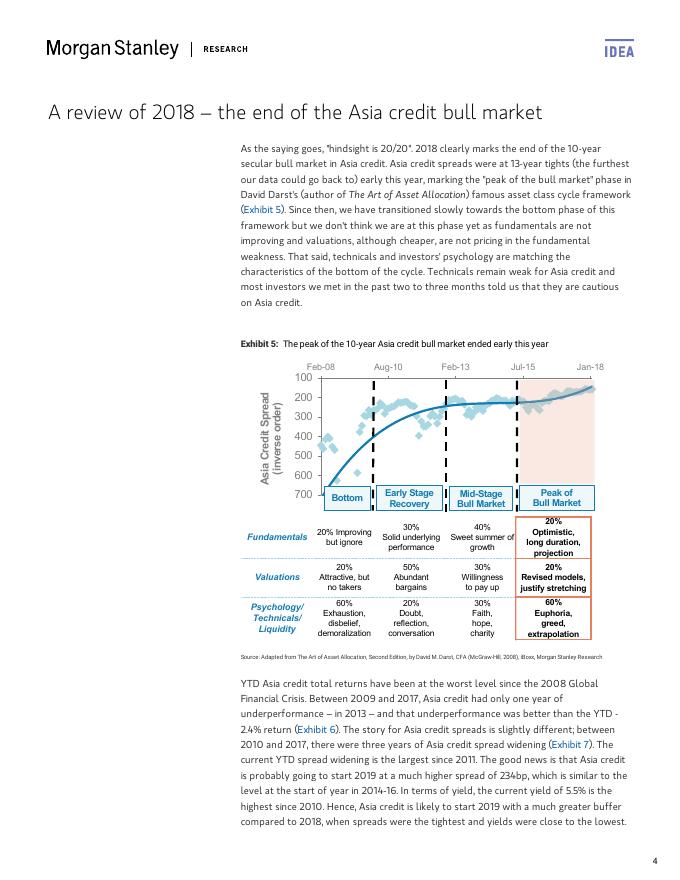 Morgan Stanley | RESEARCH
IDEA
A review of 2018 – the end of the Asia credit bull market
As the saying goes, "hindsight is 20/20". 2018 clearly marks the end of the 10-year
secular bull market in Asia credit. Asia credit spreads were at 13-year tights (the furthest
our data could go back to) early this year, marking the "peak of the bull market" phase in
David Darst's (author of The Art of Asset Allocation) famous asset class cycle framework
(Exhibit 5). Since then, we have transitioned slowly towards the bottom phase of this
framework but we don't think we are at this phase yet as fundamentals are not
improving and valuations, although cheaper, are not pricing in the fundamental
weakness. That said, technicals and investors' psychology are matching the
characteristics of the bottom of the cycle. Technicals remain weak for Asia credit and
most investors we met in the past two to three months told us that they are cautious
on Asia credit.
Exhibit 5: The peak of the 10-year Asia credit bull market ended early this year
Feb-08 Aug-10 Feb-13 Jul-15 Jan-18
100
200
300
400
500
600
700
Asia Credit Spread
(inverse order)
Bottom
Early Stage
Recovery
Mid-Stage
Bull Market
Peak of
Bull Market
Fundamentals
20% Improving
but ignore
30%
Solid underlying
performance
40%
Sweet summer of
growth
20%
Optimistic,
long duration,
projection
Valuations
20%
Attractive, but
no takers
50%
Abundant
bargains
30%
Willingness
to pay up
20%
Revised models,
justify stretching
Psychology/
Technicals/
Liquidity
60%
Exhaustion,
disbelief,
demoralization
20%
Doubt,
reflection,
conversation
30%
Faith,
hope,
charity
60%
Euphoria,
greed,
extrapolation
Source: Adapted from The Art of Asset Allocation, Second Edition, by David M. Darst, CFA (McGraw-Hill, 2008), iBoxx, Morgan Stanley Research
YTD Asia credit total returns have been at the worst level since the 2008 Global
Financial Crisis. Between 2009 and 2017, Asia credit had only one year of
underperformance – in 2013 – and that underperformance was better than the YTD -
2.4% return (Exhibit 6). The story for Asia credit spreads is slightly different; between
2010 and 2017, there were three years of Asia credit spread widening (Exhibit 7). The
current YTD spread widening is the largest since 2011. The good news is that Asia credit
is probably going to start 2019 at a much higher spread of 234bp, which is similar to the
level at the start of year in 2014-16. In terms of yield, the current yield of 5.5% is the
highest since 2010. Hence, Asia credit is likely to start 2019 with a much greater buffer
compared to 2018, when spreads were the tightest and yields were close to the lowest.
4